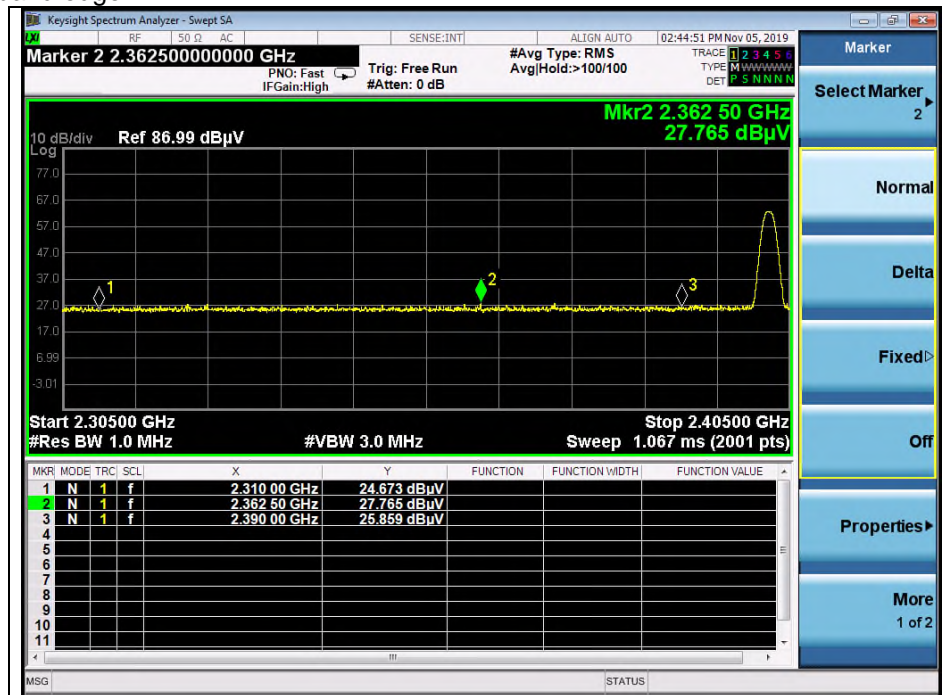 Keysight Spectrum Analyzer - Swept SA
LXI RF 50 Ω AC SENSE:INT ALIGN AUTO 02:44:51 PM Nov 05, 2019
Marker 2 2.362500000000 GHz
PNO: Fast
IFGain:High
Trig: Free Run
#Atten: 0 dB
#Avg Type: RMS
Avg|Hold:>100/100
TRACE 1 2 3 4 5 6
TYPE M WWWWW
DET P S N N N N
Mkr2 2.362 50 GHz
27.765 dBµV
10 dB/div Ref 86.99 dBµV
Log
77.0
67.0
57.0
47.0
37.0
27.0
17.0
6.99
-3.01
1
2
3
Start 2.30500 GHz Stop 2.40500 GHz
#Res BW 1.0 MHz #VBW 3.0 MHz Sweep 1.067 ms (2001 pts)
MKR MODE TRC SCL X Y FUNCTION FUNCTION WIDTH FUNCTION VALUE
1 N 1 f 2.310 00 GHz 24.673 dBµV
2 N 1 f 2.362 50 GHz 27.765 dBµV
3 N 1 f 2.390 00 GHz 25.859 dBµV
4
5
6
7
8
9
10
11
MSG STATUS
Marker
Select Marker
2
Normal
Delta
Fixed
Off
Properties
More
1 of 2